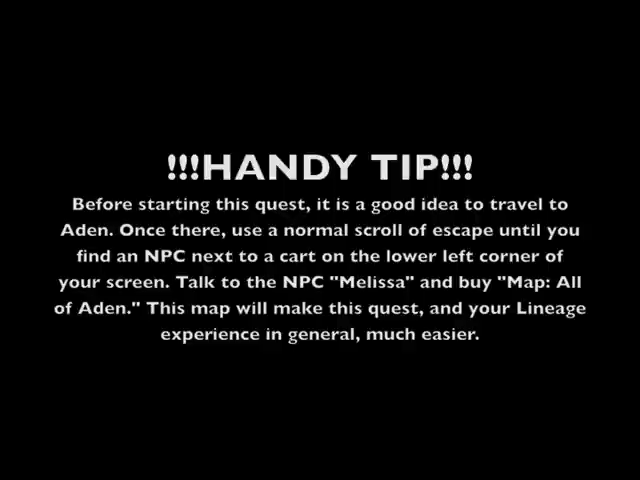 !!!HANDY TIP!!!
Before starting this quest, it is a good idea to travel to
Aden. Once there, use a normal scroll of escape until you
find an NPC next to a cart on the lower left corner of
your screen. Talk to the NPC "Melissa" and buy "Map: All
of Aden." This map will make this quest, and your Lineage
experience in general, much easier.